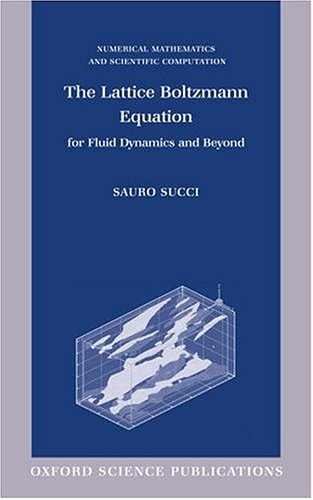 NUMERICAL MATHEMATICS
AND SCIENTIFIC COMPUTATION
The Lattice Boltzmann
Equation
for Fluid Dynamics and Beyond
SAURO SUCCI
OXFORD SCIENCE PUBLICATIONS